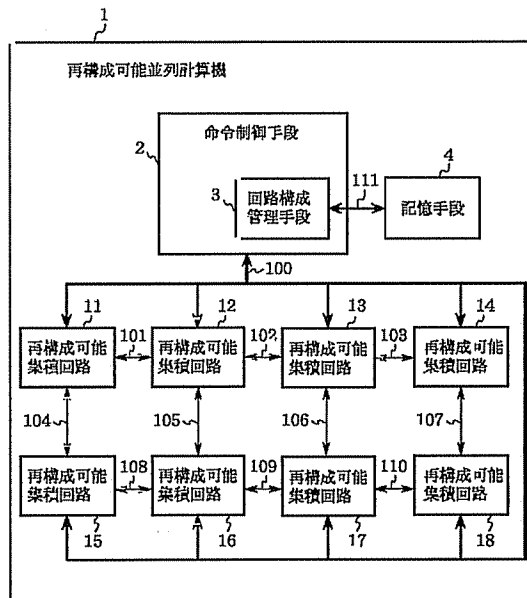 1
再構成可能並列計算機
命令制御手段
2
4
3
回路構成
管理手段
111
記憶手段
100
11
12
13
14
再構成可能
集積回路
101
再構成可能
集積回路
102
再構成可能
集積回路
103
再構成可能
集積回路
104
105
106
107
再構成可能
集積回路
108
再構成可能
集積回路
109
再構成可能
集積回路
110
再構成可能
集積回路
15
16
17
18